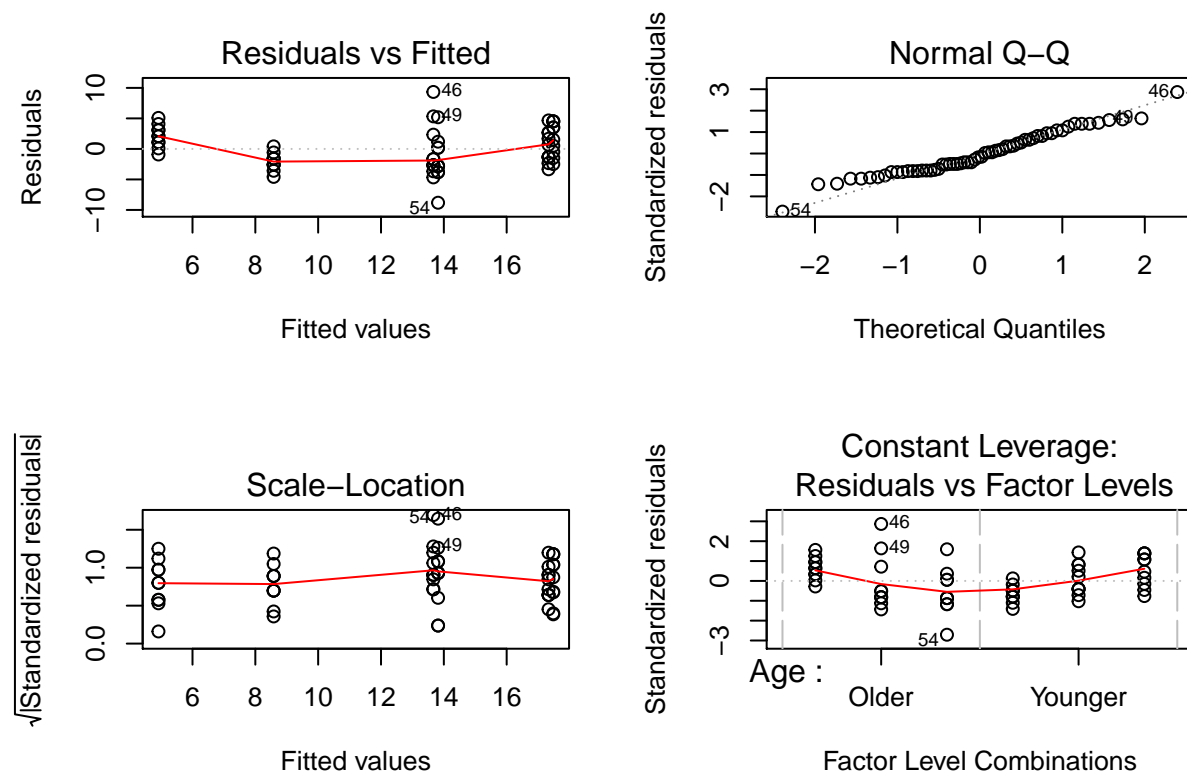 Residuals vs Fitted
Residuals
10
0
−10
46
49
54
6 8 10 12 14 16
Fitted values
Normal Q−Q
Standardized residuals
3
1
−2
46
49
54
−2 −1 0 1 2
Theoretical Quantiles
Scale−Location
√|Standardized residuals|
1.0
0.0
54
46
49
6 8 10 12 14 16
Fitted values
Constant Leverage:
Residuals vs Factor Levels
Standardized residuals
2
0
−3
46
49
54
Age :
Older Younger
Factor Level Combinations